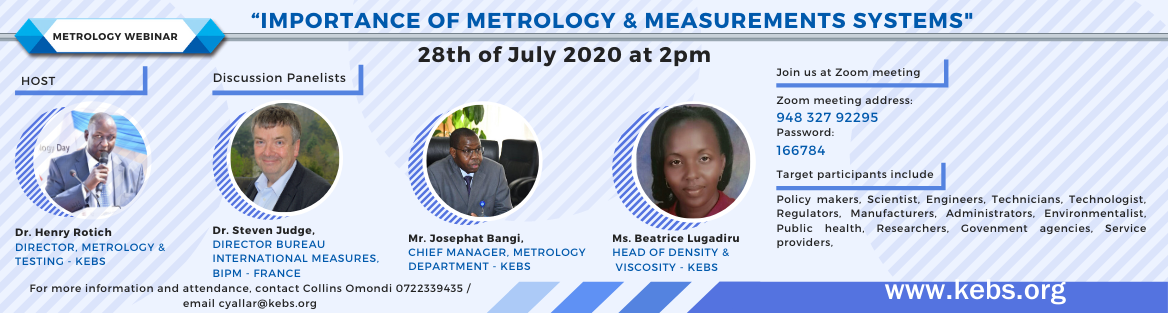 “IMPORTANCE OF METROLOGY & MEASUREMENTS SYSTEMS"
METROLOGY WEBINAR
28th of July 2020 at 2pm
HOST
Discussion Panelists
ogy Day
Dr. Henry Rotich
DIRECTOR, METROLOGY &
TESTING - KEBS
Dr. Steven Judge,
DIRECTOR BUREAU
INTERNATIONAL MEASURES,
BIPM - FRANCE
Mr. Josephat Bangi,
CHIEF MANAGER, METROLOGY
DEPARTMENT - KEBS
Ms. Beatrice Lugadiru
HEAD OF DENSITY &
VISCOSITY - KEBS
Join us at Zoom meeting
Zoom meeting address:
948 327 92295
Password:
166784
Target participants include
Policy makers, Scientist, Engineers, Technicians, Technologist,
Regulators, Manufacturers, Administrators, Environmentalist,
Public health, Researchers, Govenment agencies, Service
providers,
For more information and attendance, contact Collins Omondi 0722339435 /
email cyallar@kebs.org
www.kebs.org